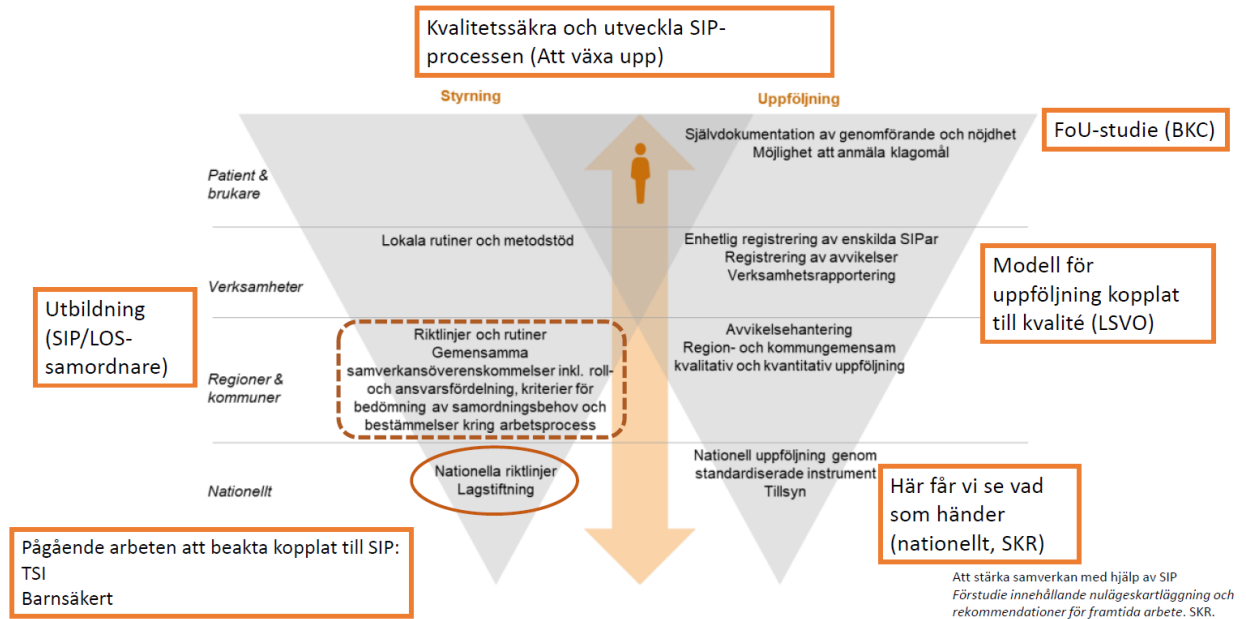 Kvalitetssäkra och utveckla SIP-
processen (Att växa upp)
Styrning
Uppföljning
FoU-studie (BKC)
Självdokumentation av genomförande och nöjdhet
Möjlighet att anmäla klagomål
Patient &
brukare
Lokala rutiner och metodstöd
Enhetlig registrering av enskilda SIPar
Registrering av avvikelser
Verksamhetsrapportering
Verksamheter
Modell för
uppföljning kopplat
till kvalité (LSVO)
Utbildning
(SIP/LOS-
samordnare)
Riktlinjer och rutiner
Gemensamma
samverkansöverenskommelser inkl. roll-
och ansvarsfördelning, kriterier för
bedömning av samordningsbehov och
bestämmelser kring arbetsprocess
Avvikelsehantering
Region- och kommungemensam
kvalitativ och kvantitativ uppföljning
Regioner &
kommuner
Nationella riktlinjer
Lagstiftning
Nationell uppföljning genom
standardiserade instrument
Tillsyn
Nationellt
Här får vi se vad
som händer
(nationellt, SKR)
Pågående arbeten att beakta kopplat till SIP:
TSI
Barnsäkert
Att stärka samverkan med hjälp av SIP
Förstudie innehållande nulägeskartläggning och
rekommendationer för framtida arbete. SKR.